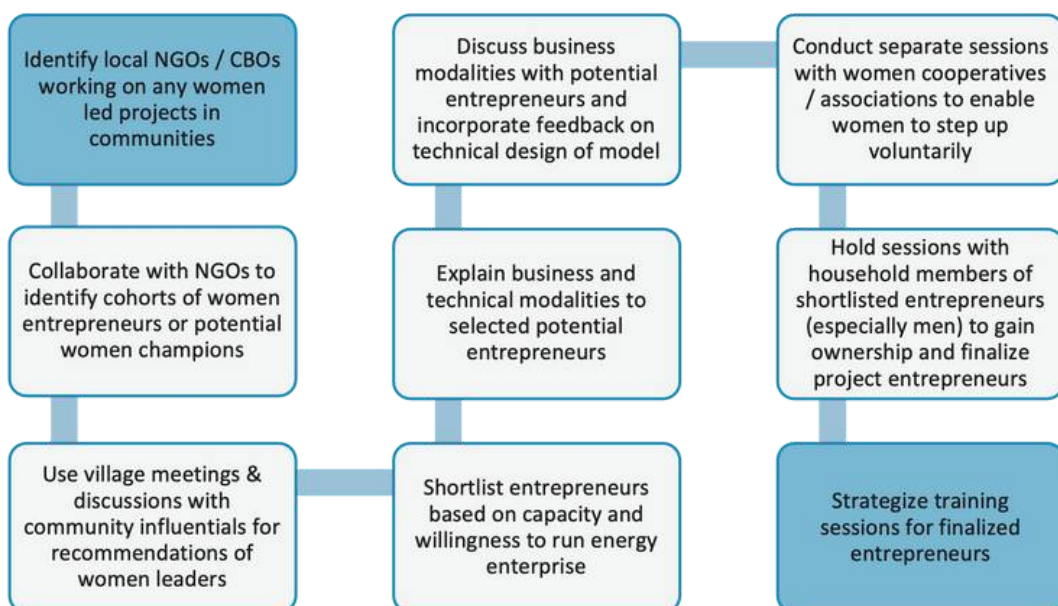 Identify local NGOs / CBOs
working on any women
led projects in
communities
Collaborate with NGOs to
identify cohorts of women
entrepreneurs or potential
women champions
Use village meetings &
discussions with
community influentials for
recommendations of
women leaders
Shortlist entrepreneurs
based on capacity and
willingness to run energy
enterprise
Explain business and
technical modalities to
selected potential
entrepreneurs
Discuss business
modalities with potential
entrepreneurs and
incorporate feedback on
technical design of model
Conduct separate sessions
with women cooperatives
/ associations to enable
women to step up
voluntarily
Hold sessions with
household members of
shortlisted entrepreneurs
(especially men) to gain
ownership and finalize
project entrepreneurs
Strategize training
sessions for finalized
entrepreneurs